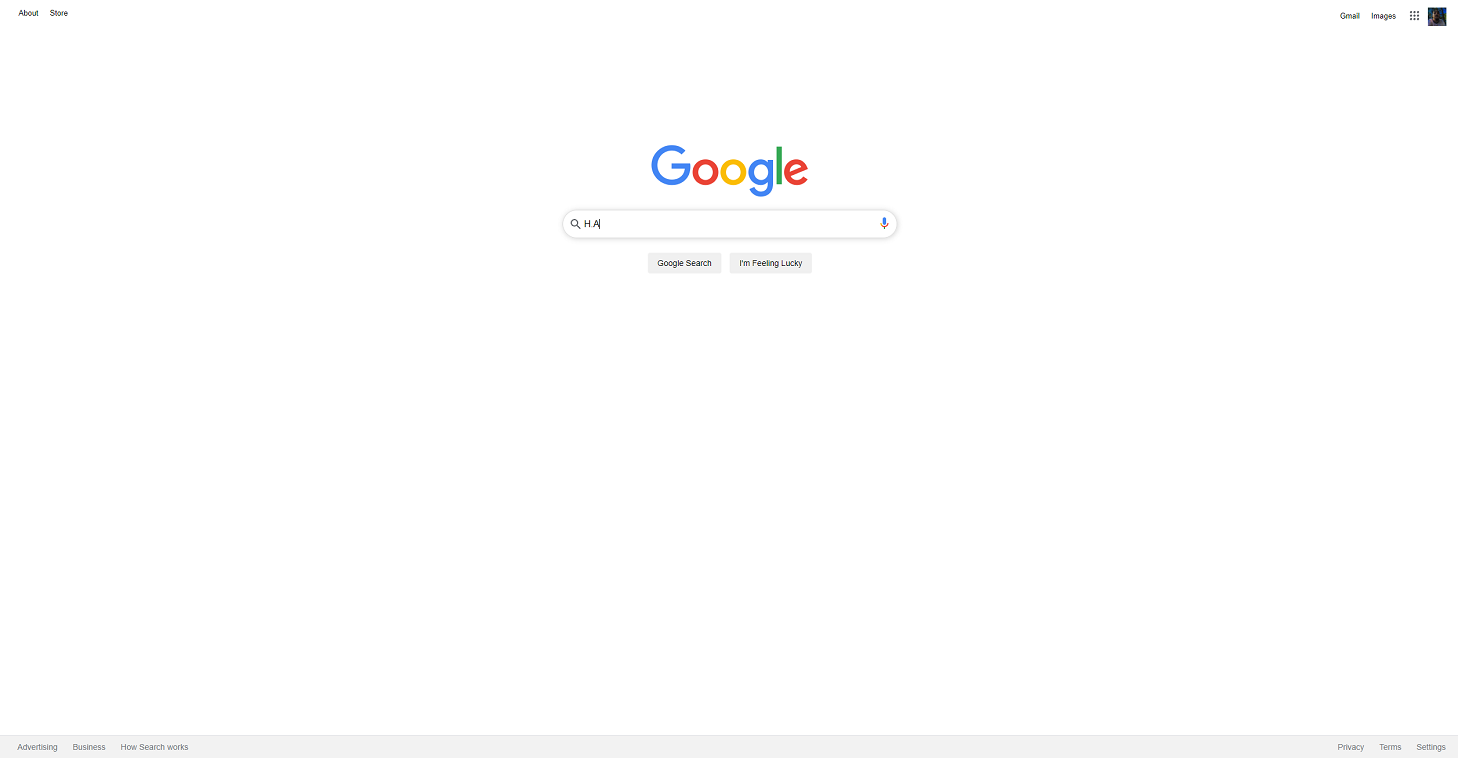 About Store
Gmail Images
Google
H.A
Google Search I'm Feeling Lucky
Advertising Business How Search works
Privacy Terms Settings